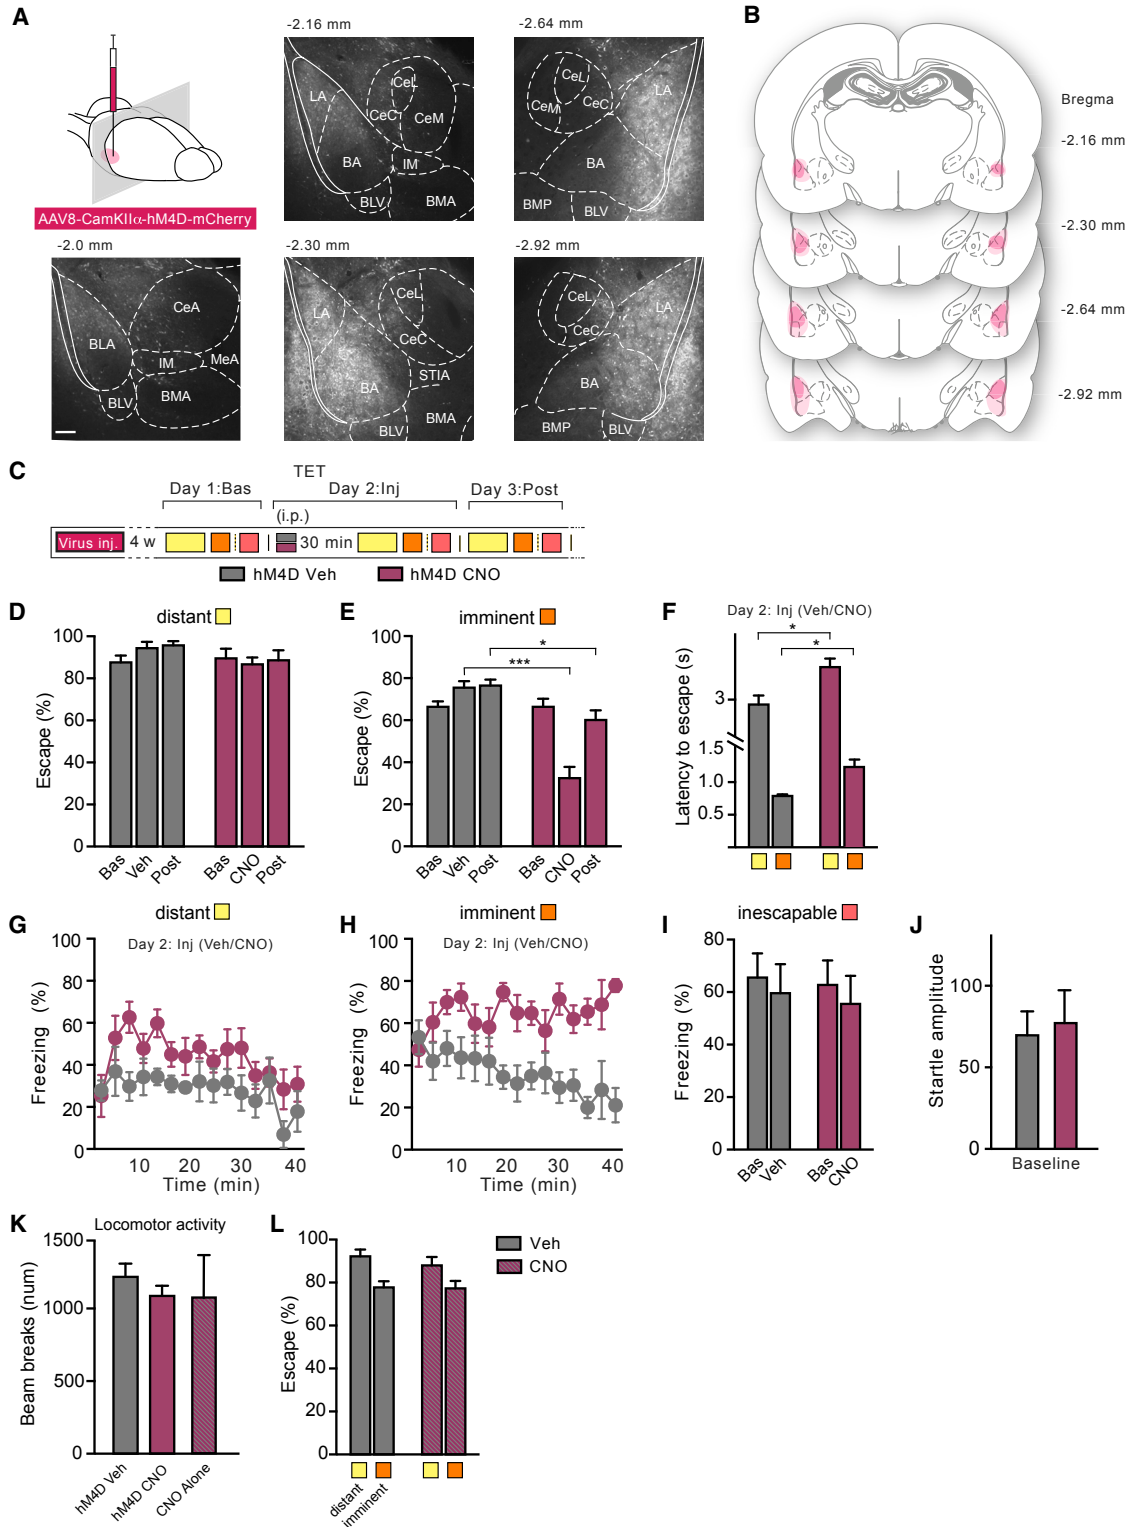 A
-2.16 mm
-2.64 mm
B
LA
CeL
CeC
CeM
BA
IM
BLV
BMA
CeL
CeM
CeC
LA
BA
BMP
BLV
Bregma
-2.16 mm
-2.30 mm
-2.64 mm
-2.92 mm
AAV8-CamKIIα-hM4D-mCherry
-2.0 mm
-2.30 mm
-2.92 mm
CeA
BLA
IM
MeA
BLV
BMA
LA
CeL
CeC
STIA
BA
BMA
BLV
CeL
LA
CeC
BA
BMP
BLV
C
TET
Day 1:Bas
Day 2:Inj
Day 3:Post
(i.p.)
Virus inj.
4 w
30 min
hM4D Veh
hM4D CNO
D
distant
Escape (%)
100
80
60
40
20
0
Bas
Veh
Post
Bas
CNO
Post
E
imminent
Escape (%)
100
80
60
40
20
0
*
***
Bas
Veh
Post
Bas
CNO
Post
F
Day 2: Inj (Veh/CNO)
Latency to escape (s)
*
*
3
1.5
1.0
0.5
G
distant
Day 2: Inj (Veh/CNO)
Freezing (%)
100
80
60
40
20
0
10
20
30
40
Time (min)
H
imminent
Day 2: Inj (Veh/CNO)
Freezing (%)
100
80
60
40
20
0
10
20
30
40
Time (min)
I
inescapable
Freezing (%)
80
60
40
20
0
Bas
Veh
Bas
CNO
J
Startle amplitude
100
50
0
Baseline
K
Locomotor activity
Beam breaks (num)
1500
1000
500
0
hM4D Veh
hM4D CNO
CNO Alone
L
Escape (%)
100
80
60
40
20
0
distant
imminent
Veh
CNO